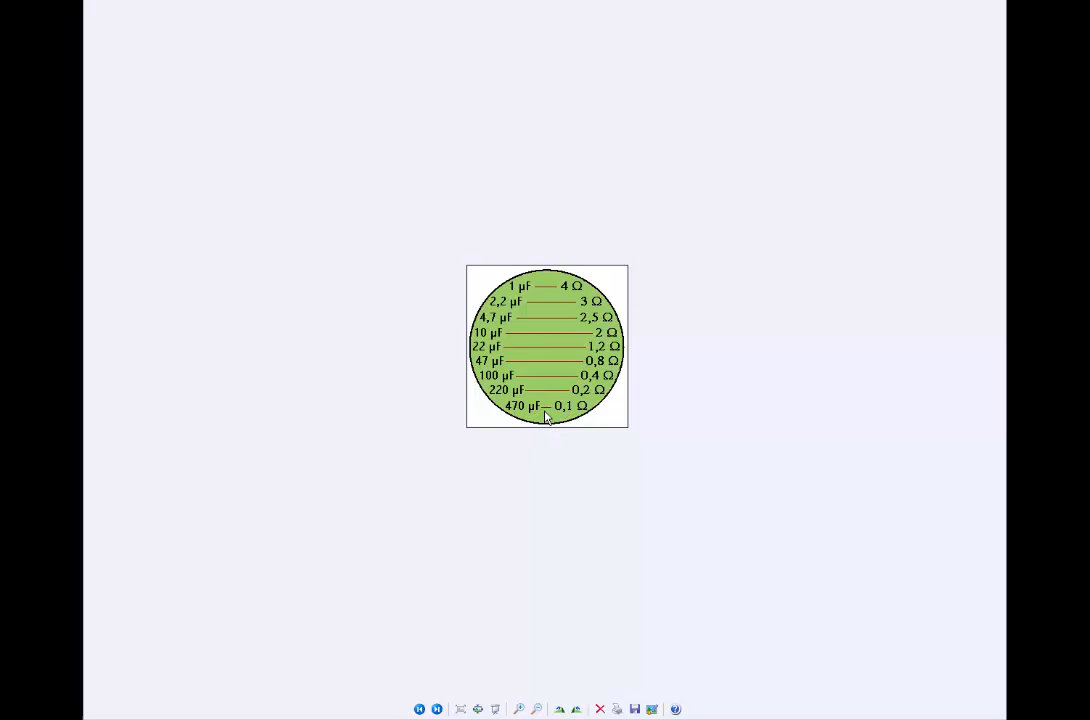 1 µF 4 Ω
2,2 µF 3 Ω
4,7 µF 2,5 Ω
10 µF 2 Ω
22 µF 1,2 Ω
47 µF 0,8 Ω
100 µF 0,4 Ω
220 µF 0,2 Ω
470 µF 0,1 Ω